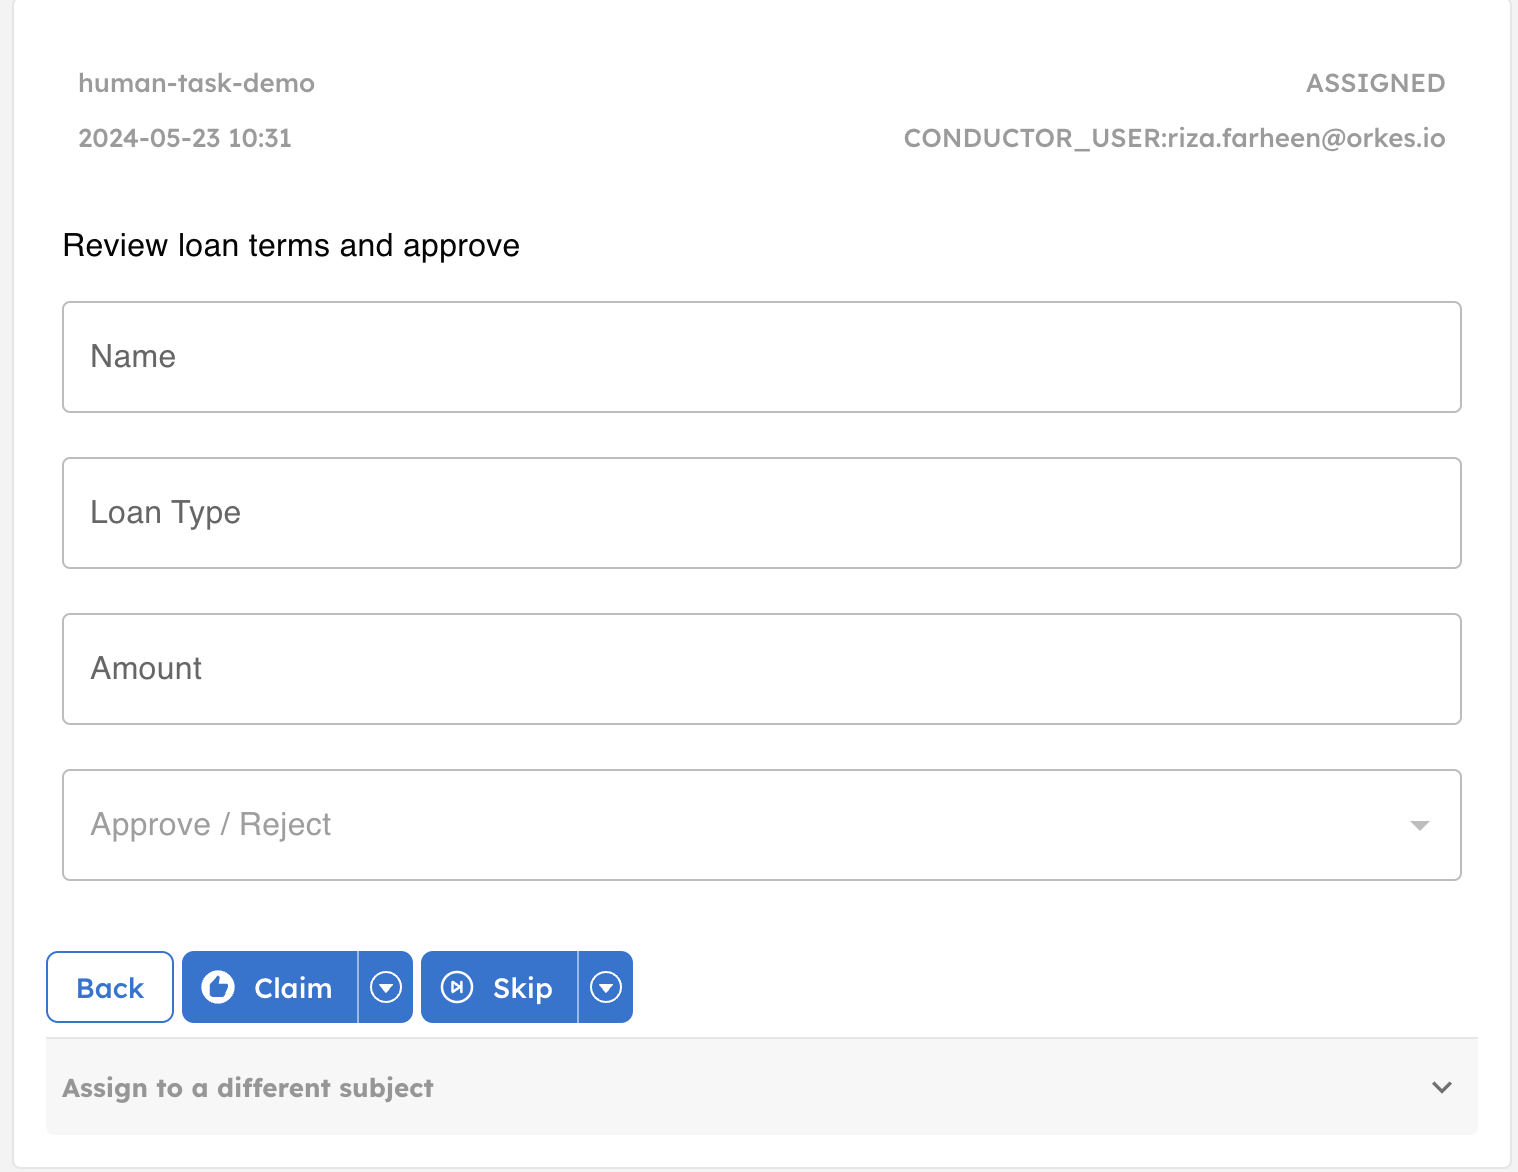 human-task-demo
ASSIGNED
2024-05-23 10:31
CONDUCTOR_USER:riza.farheen@orkes.io
Review loan terms and approve
Name
Loan Type
Amount
Approve / Reject
Back
Claim
Skip
Assign to a different subject